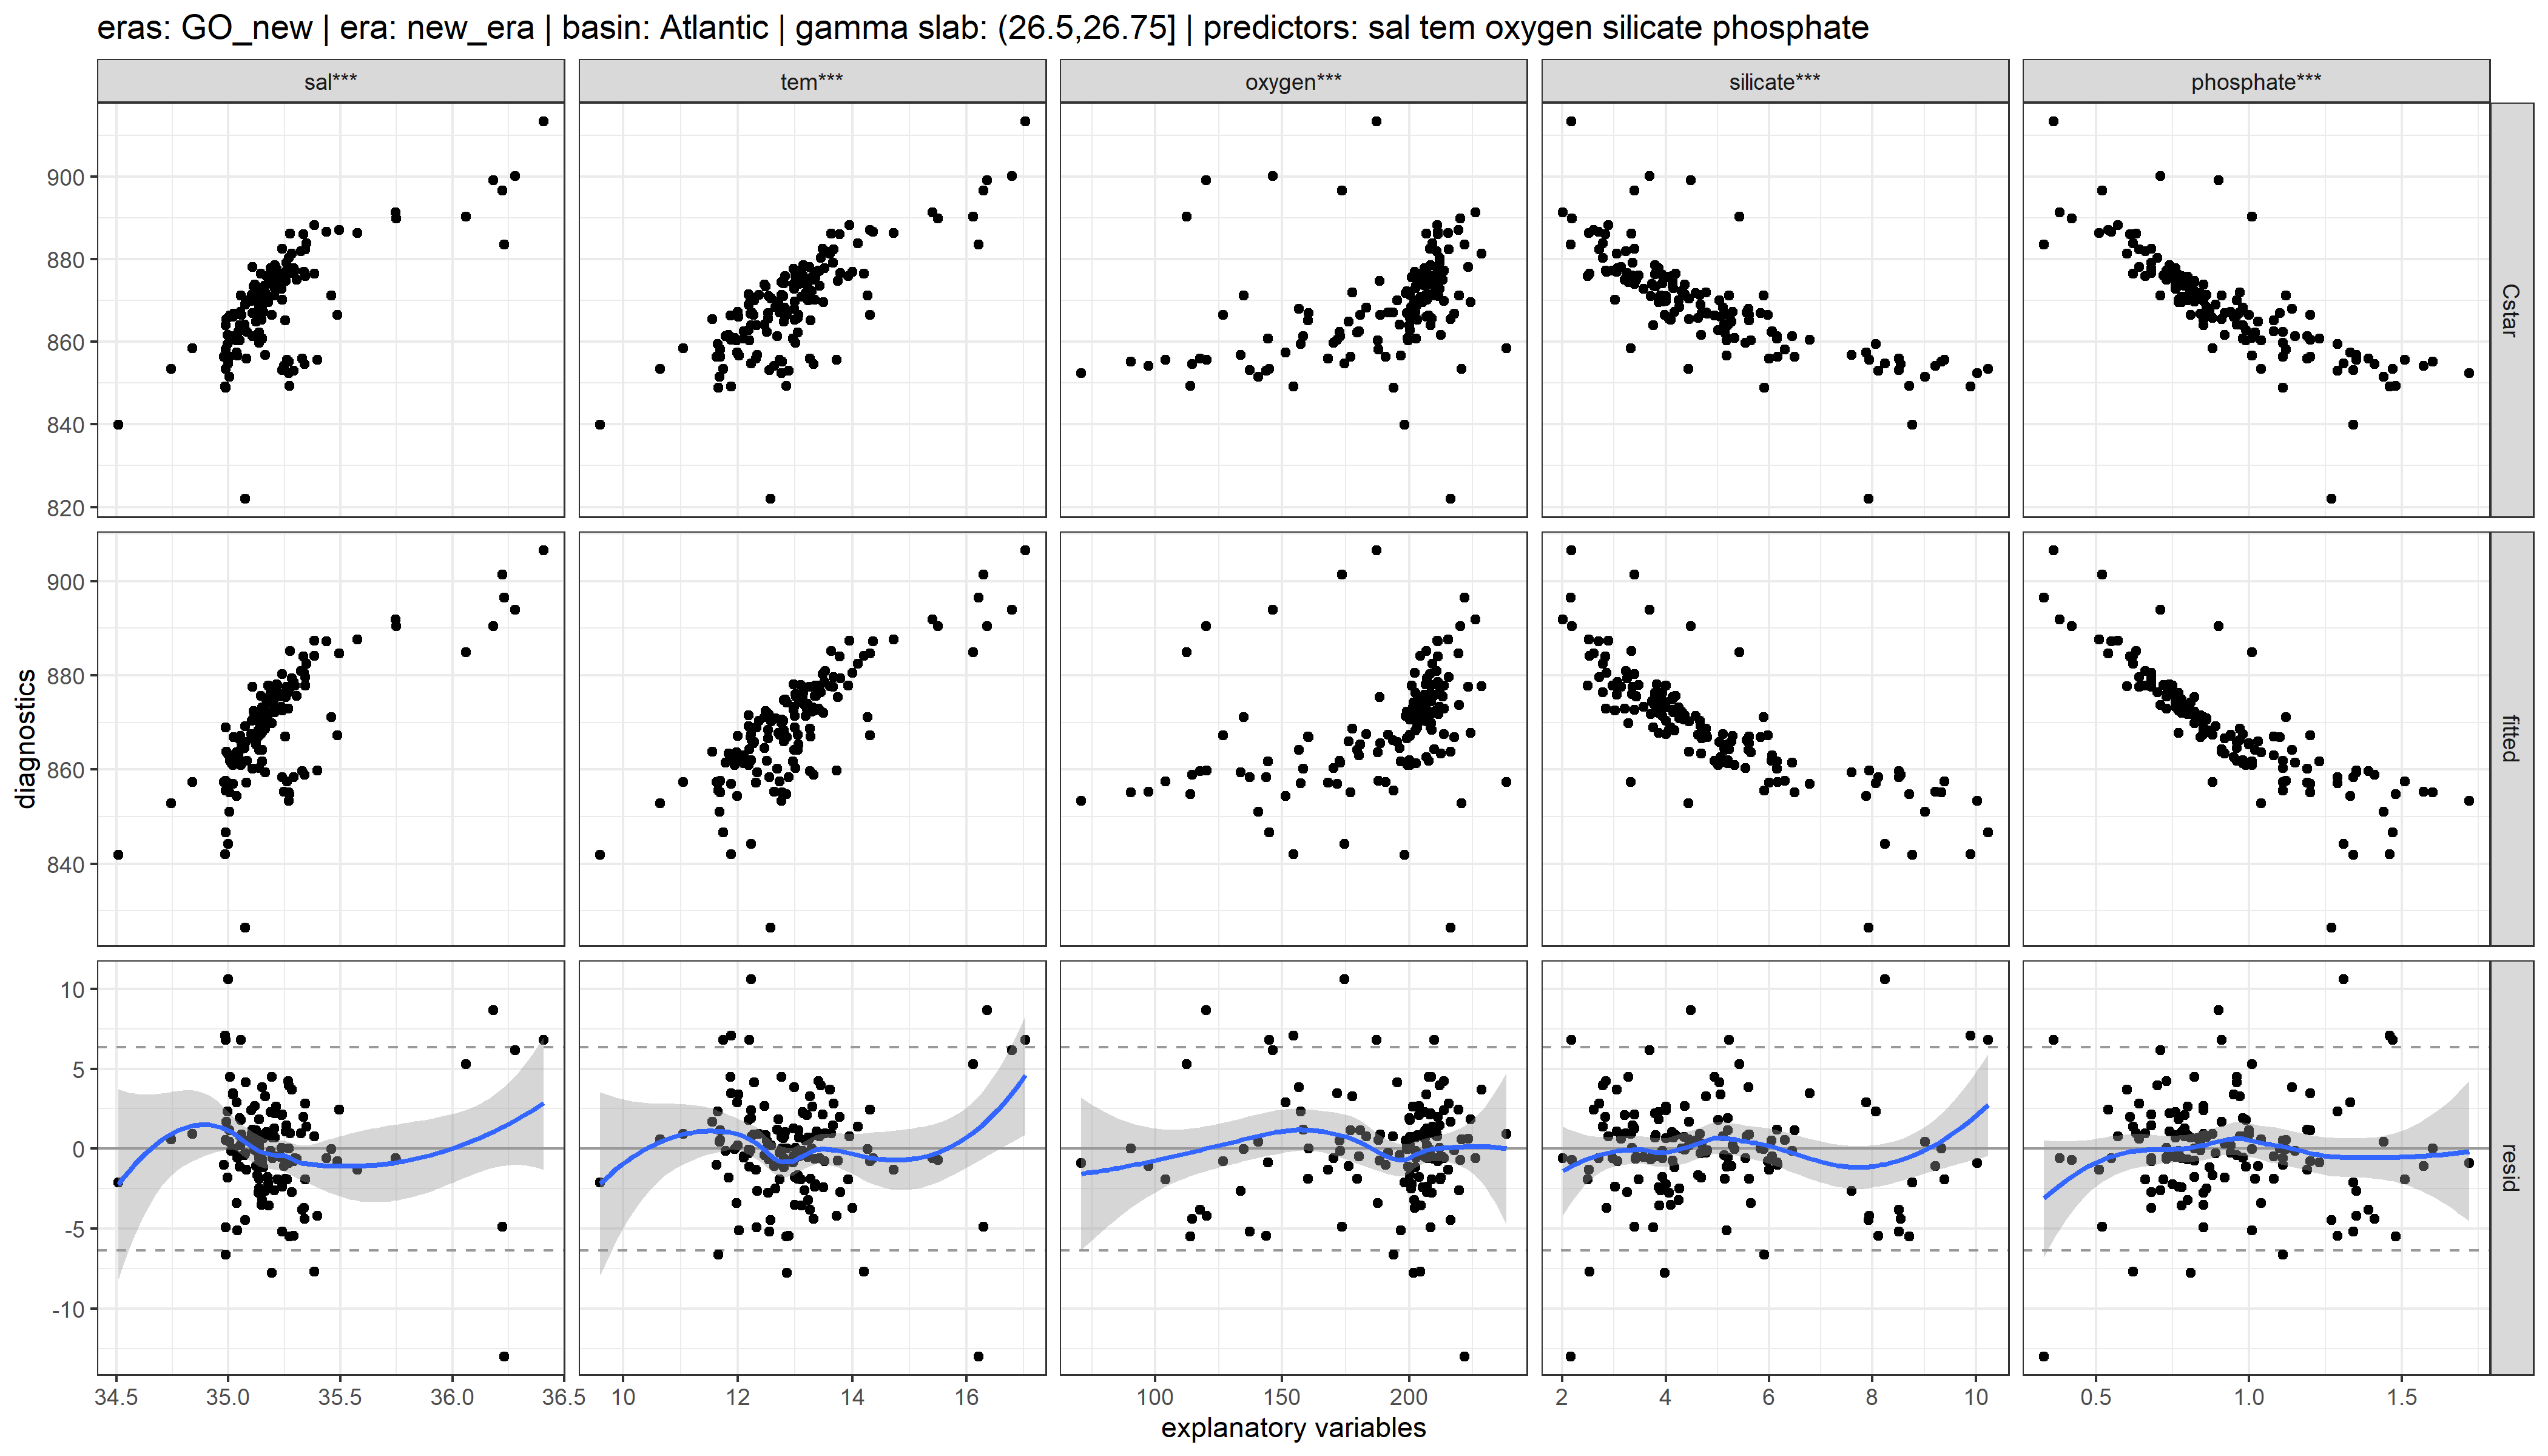 eras: GO_new | era: new_era | basin: Atlantic | gamma slab: (26.5,26.75] | predictors: sal tem oxygen silicate phosphate
sal*** tem*** oxygen*** silicate*** phosphate***
900
880
860
840
820
Cstar
900
880
860
840
fitted
diagnostics
10
5
0
-5
-10
resid
34.5 35.0 35.5 36.0 36.5 10 12 14 16 100 150 200 2 4 6 8 10 0.5 1.0 1.5
explanatory variables